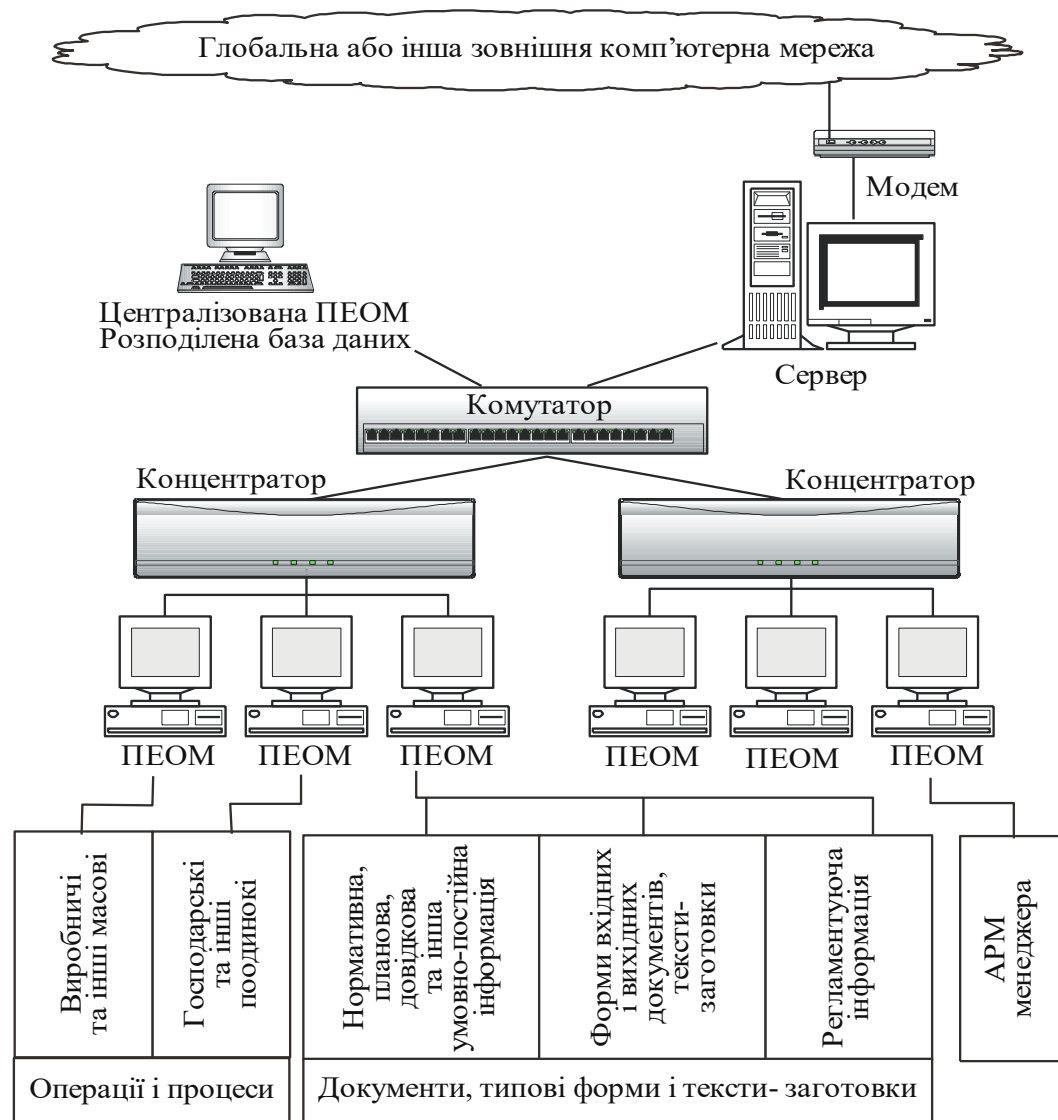 Глобальна або інша зовнішня комп’ютерна мережа
Модем
Централізована ПЕОМ
Розподілена база даних
Сервер
Комутатор
Концентратор
Концентратор
ПЕОМ
ПЕОМ
ПЕОМ
ПЕОМ
ПЕОМ
ПЕОМ
Виробничі
та інші масові
Господарські
та інші
поодинокі
Нормативна,
планова,
довідкова
та інша
умовно-постійна
інформація
Форми вхідних
і вихідних
документів,
тексти-
заготовки
Регламентуюча
інформація
АРМ
менеджера
Операції і процеси
Документи, типові форми і тексти- заготовки